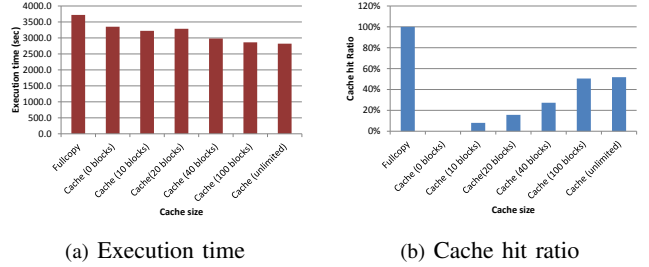 4000.0
3500.0
3000.0
2500.0
2000.0
1500.0
1000.0
500.0
0.0
Execution time (sec)
Fullcopy
Cache (0 blocks)
Cache (10 blocks)
Cache(20 blocks)
Cache (40 blocks)
Cache (100 blocks)
Cache (unlimited)
Cache size
(a) Execution time
120%
100%
80%
60%
40%
20%
0%
Cache hit Ratio
Fullcopy
Cache (0 blocks)
Cache (10 blocks)
Cache(20 blocks)
Cache (40 blocks)
Cache (100 blocks)
Cache (unlimited)
Cache size
(b) Cache hit ratio